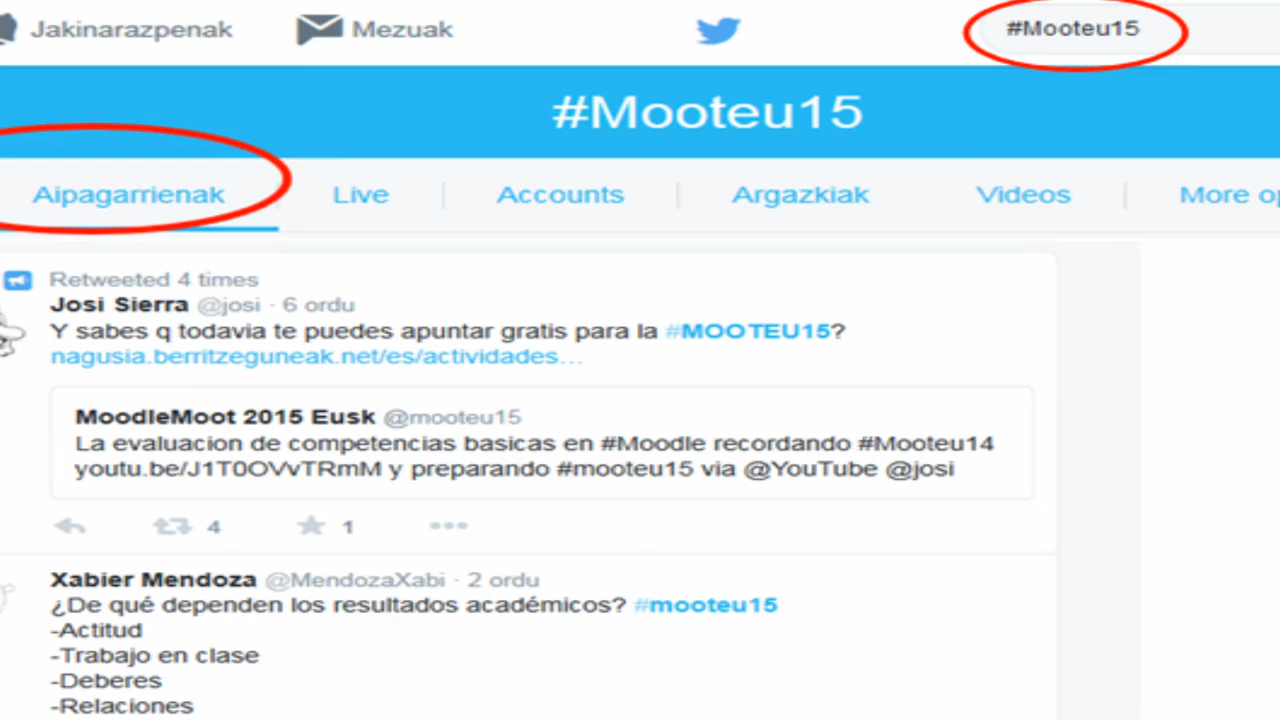 Jakinarazpenak Mezuak #Mooteu15
#Mooteu15
Aipagarrienak Live Accounts Argazkiak Videos More op
Retweeted 4 times
Josi Sierra @josi · 6 ordu
Y sabes q todavia te puedes apuntar gratis para la #MOOTEU15?
nagusia.berritzeguneak.net/es/actividades...
MoodleMoot 2015 Eusk @mooteu15
La evaluacion de competencias basicas en #Moodle recordando #Mooteu14
youtu.be/J1T0OVvTRmM y preparando #mooteu15 via @YouTube @josi
4 1
Xabier Mendoza @MendozaXabi · 2 ordu
¿De qué dependen los resultados académicos? #mooteu15
-Actitud
-Trabajo en clase
-Deberes
-Relaciones